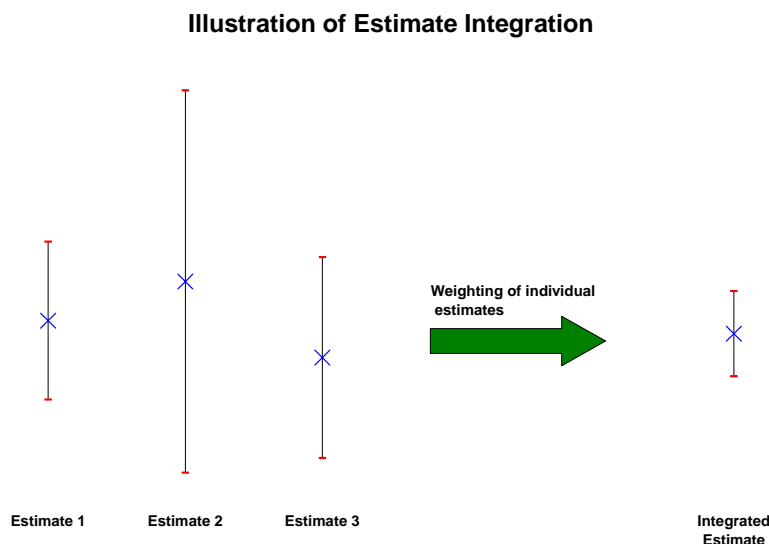 Illustration of Estimate Integration
Weighting of individual
estimates
Estimate 1
Estimate 2
Estimate 3
Integrated
Estimate